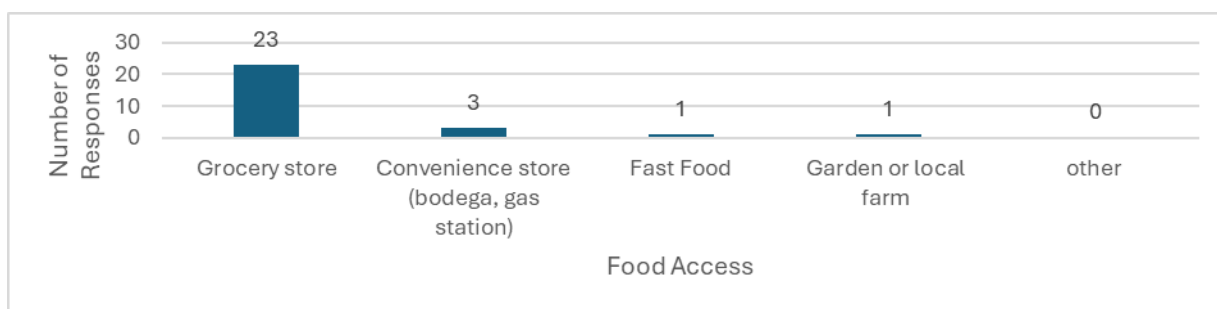 Number of
Responses
30
20
10
0
23
3
1
1
0
Grocery store
Convenience store
(bodega, gas
station)
Fast Food
Garden or local
farm
other
Food Access